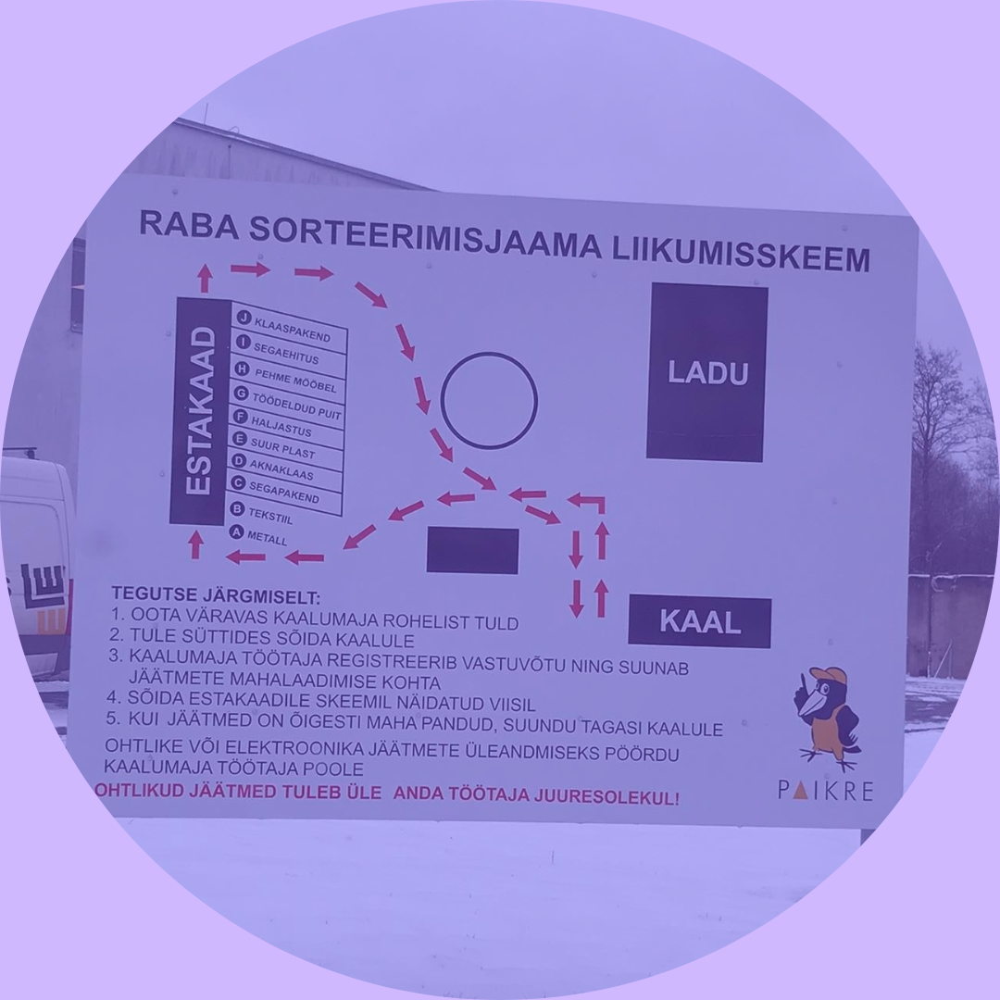 RABA SORTEERIMISJAAMA LIIKUMISSKEEM
ESTAKAAD
J KLAASPAKEND
I SEGAEHITUS
H PEHME MÖÖBEL
G TÖÖDELDUD PUIT
F HALJASTUS
E SUUR PLAST
D AKNAKLAAS
C SEGAPAKEND
B TEKSTIIL
A METALL
LADU
KAAL
TEGUTSE JÄRGMISELT:
1. OOTA VÄRAVAS KAALUMAJA ROHELIST TULD
2. TULE SÜTTIDES SÕIDA KAALULE
3. KAALUMAJA TÖÖTAJA REGISTREERIB VASTUVÕTU NING SUUNAB
JÄÄTMETE MAHALAADIMISE KOHTA
4. SÕIDA ESTAKAADILE SKEEMIL NÄIDATUD VIISIL
5. KUI JÄÄTMED ON ÕIGESTI MAHA PANDUD, SUUNDU TAGASI KAALULE
OHTLIKE VÕI ELEKTROONIKA JÄÄTMETE ÜLEANDMISEKS PÖÖRDU
KAALUMAJA TÖÖTAJA POOLE
OHTLIKUD JÄÄTMED TULEB ÜLE ANDA TÖÖTAJA JUURESOLEKUL!
PAIKRE